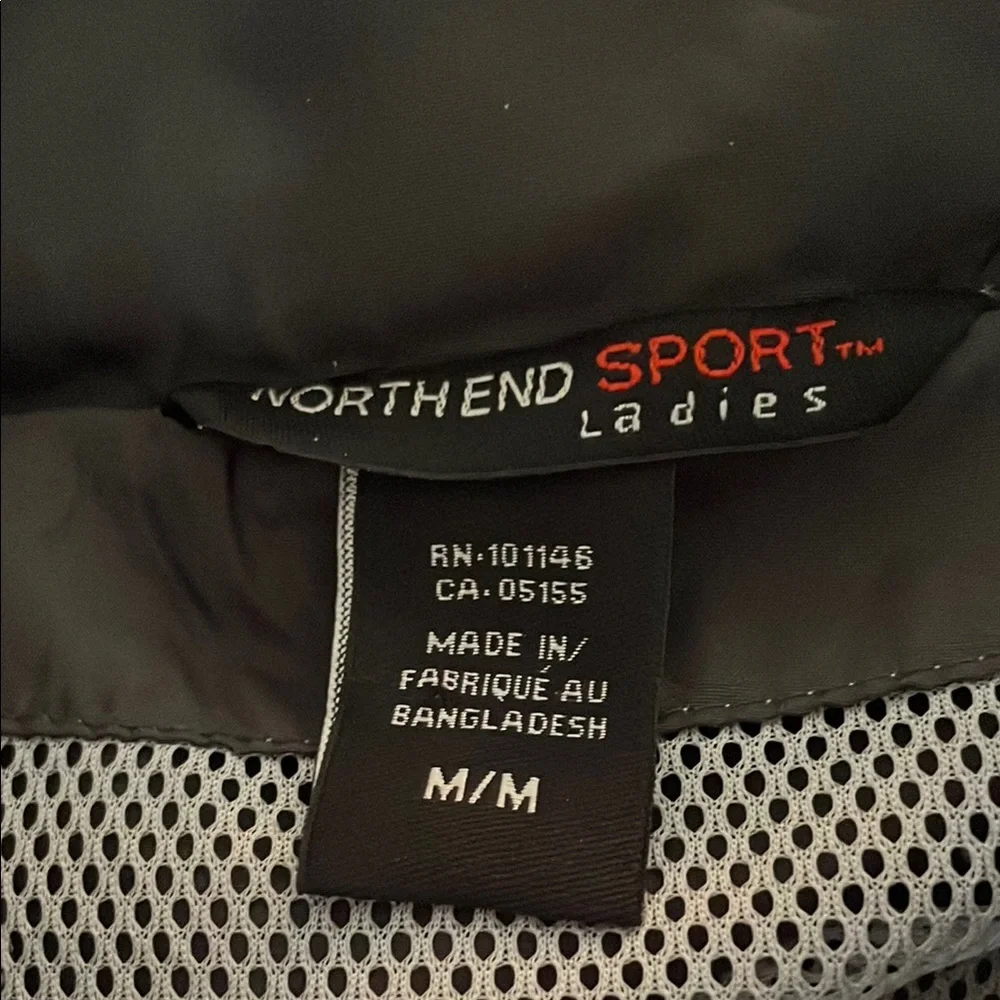 NORTH END SPORT™
Ladies
RN·101146
CA·05155
MADE IN/
FABRIQUÉ AU
BANGLADESH
M/M